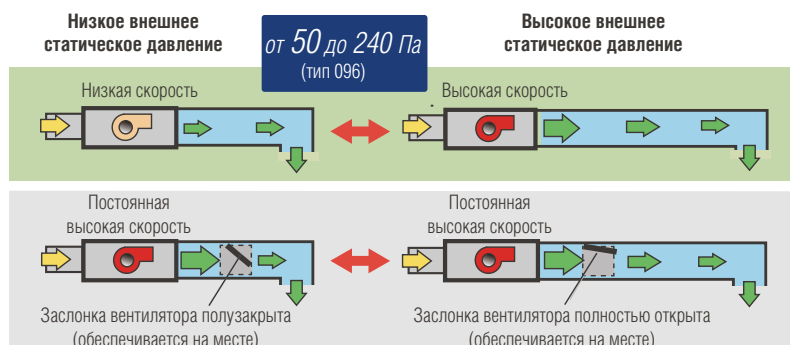 Низкое внешнее
статическое давление
от 50 до 240 Па
(тип 096)
Высокое внешнее
статическое давление
Низкая скорость
Высокая скорость
Постоянная
высокая скорость
Постоянная
высокая скорость
Заслонка вентилятора полузакрыта
(обеспечивается на месте)
Заслонка вентилятора полностью открыта
(обеспечивается на месте)